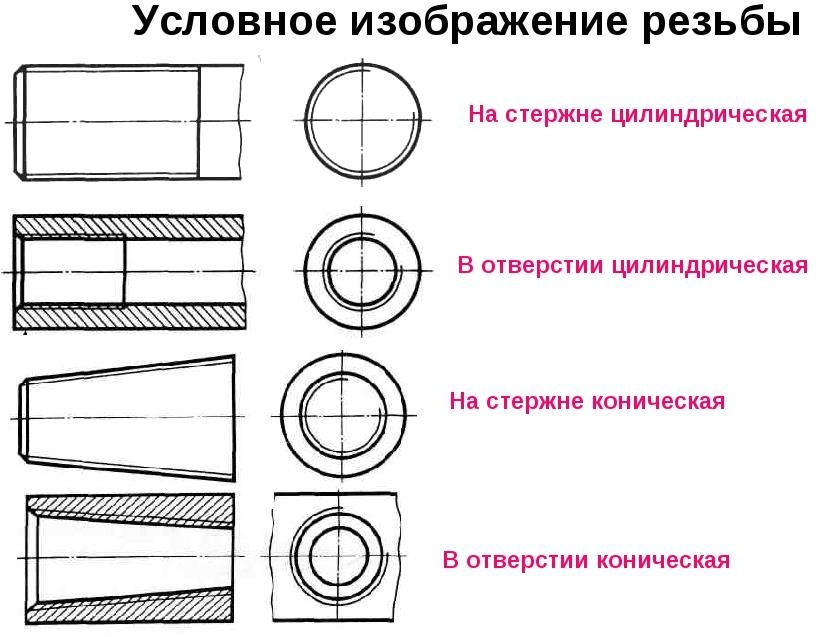 Условное изображение резьбы
На стержне цилиндрическая
В отверстии цилиндрическая
На стержне коническая
В отверстии коническая